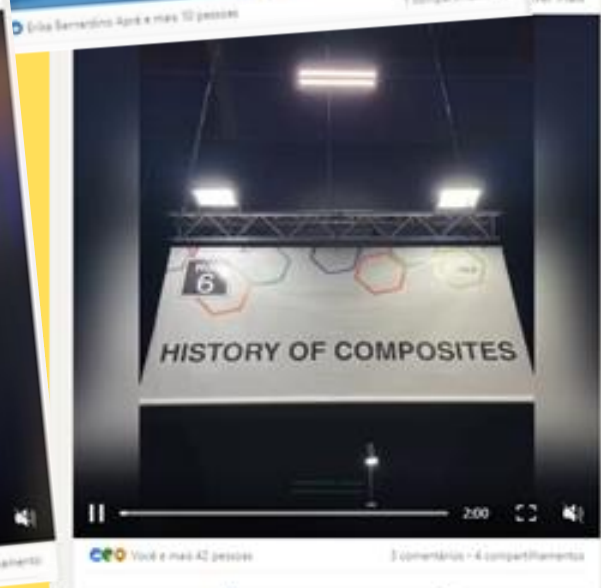 Erika Bernardino Apré e mais 10 pessoas
6
HISTORY OF COMPOSITES
2:00
Você e mais 42 pessoas
3 comentários • 4 compartilhamentos